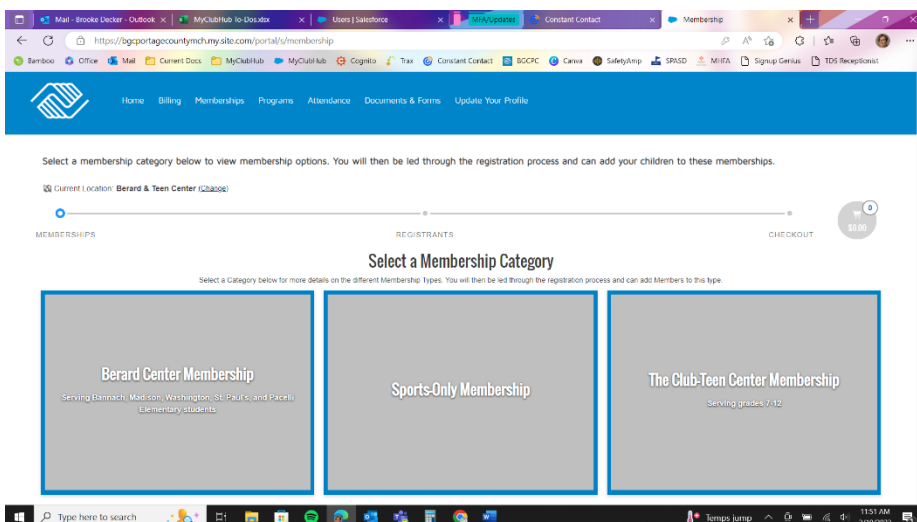 Mail - Brooke Decker - Outlook
MyClubHub To-Dos.xlsx
Users | Salesforce
MHA/Updates
Constant Contact
Membership
https://bgcportagecountymch.my.site.com/portal/s/membership
Bamboo
Office
Mail
Current Docs
MyClubHub
MyClubHub
Cognito
Trax
Constant Contact
BGCPC
Canva
SafetyAmp
SPASD
MHFA
Signup Genius
TDS Receptionist
Home
Billing
Memberships
Programs
Attendance
Documents & Forms
Update Your Profile
Select a membership category below to view membership options. You will then be led through the registration process and can add your children to these memberships.
Current Location: Berard & Teen Center (Change)
0
$0.00
MEMBERSHIPS
REGISTRANTS
CHECKOUT
Select a Membership Category
Select a Category below for more details on the different Membership Types. You will then be led through the registration process and can add Members to this type.
Berard Center Membership
Serving Bannach, Madison, Washington, St. Paul's, and Pacelli
Elementary students
Sports-Only Membership
The Club-Teen Center Membership
Serving grades 7-12
Type here to search
Temps jump
11:51 AM